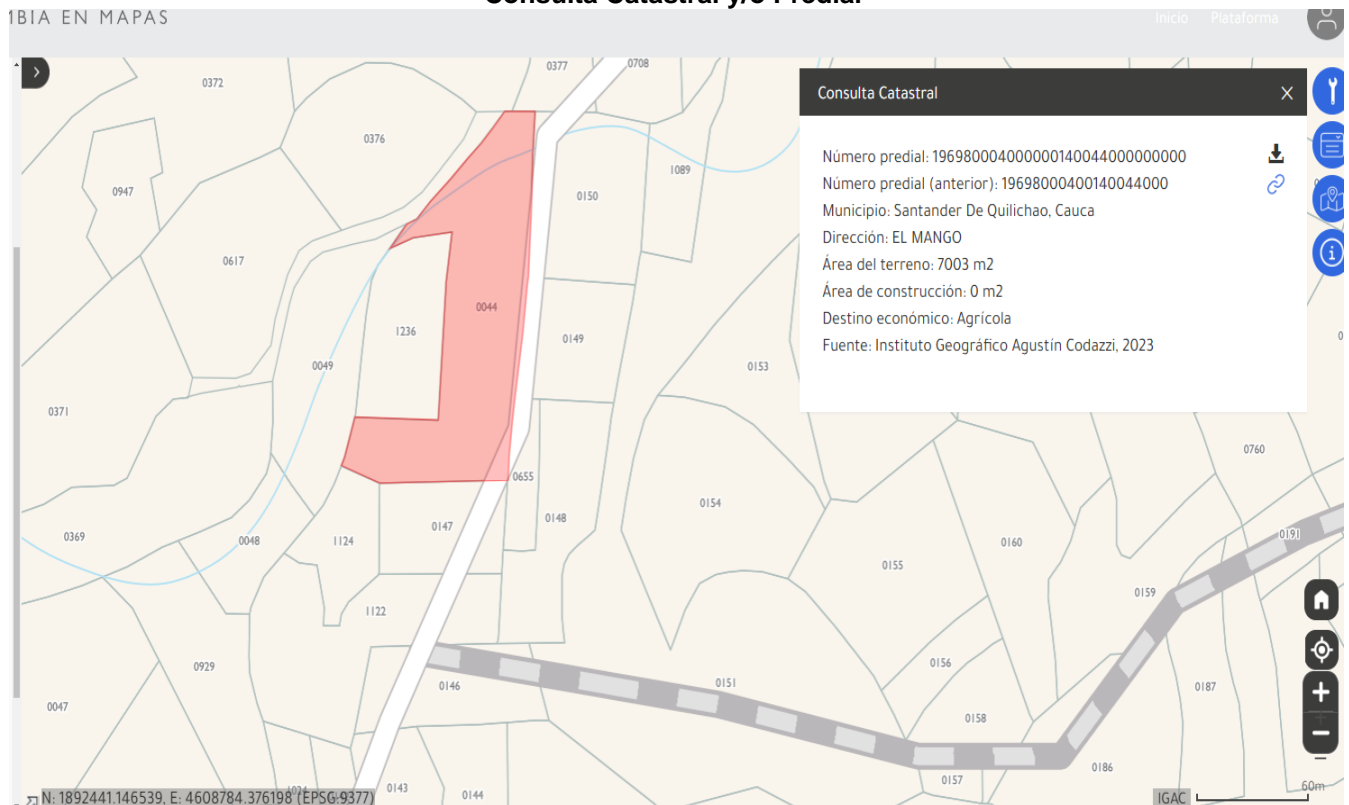 Consulta Catastral y/o Predial
MBIA EN MAPAS
Inicio Plataforma
Consulta Catastral X
Número predial: 196980004000000140044000000000
Número predial (anterior): 19698000400140044000
Municipio: Santander De Quilichao, Cauca
Dirección: EL MANGO
Área del terreno: 7003 m2
Área de construcción: 0 m2
Destino económico: Agrícola
Fuente: Instituto Geográfico Agustín Codazzi, 2023
0377
0708
0372
0376
0947
0150
1089
0617
0044
1236
0149
0049
0153
0371
0760
0655
0154
0148
0147
0369
0048
1124
0160
0191
0155
0159
1122
0929
0156
0146
0151
0187
0047
0158
0186
0157
0143
0144
N: 1892441.146539, E: 4608784.376198 (EPSG:9377)
IGAC
60m